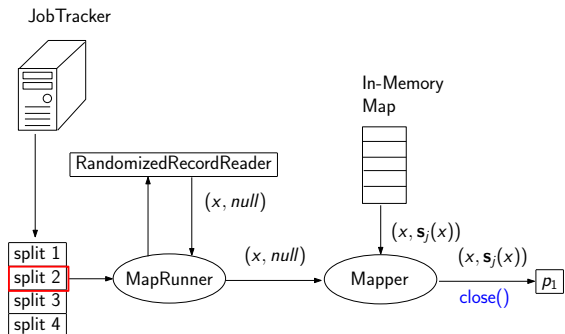 JobTracker
In-Memory
Map
RandomizedRecordReader
(x, null)
(x, s_j(x))
split 1
split 2
split 3
split 4
MapRunner
(x, null)
Mapper
(x, s_j(x))
close()
p_1